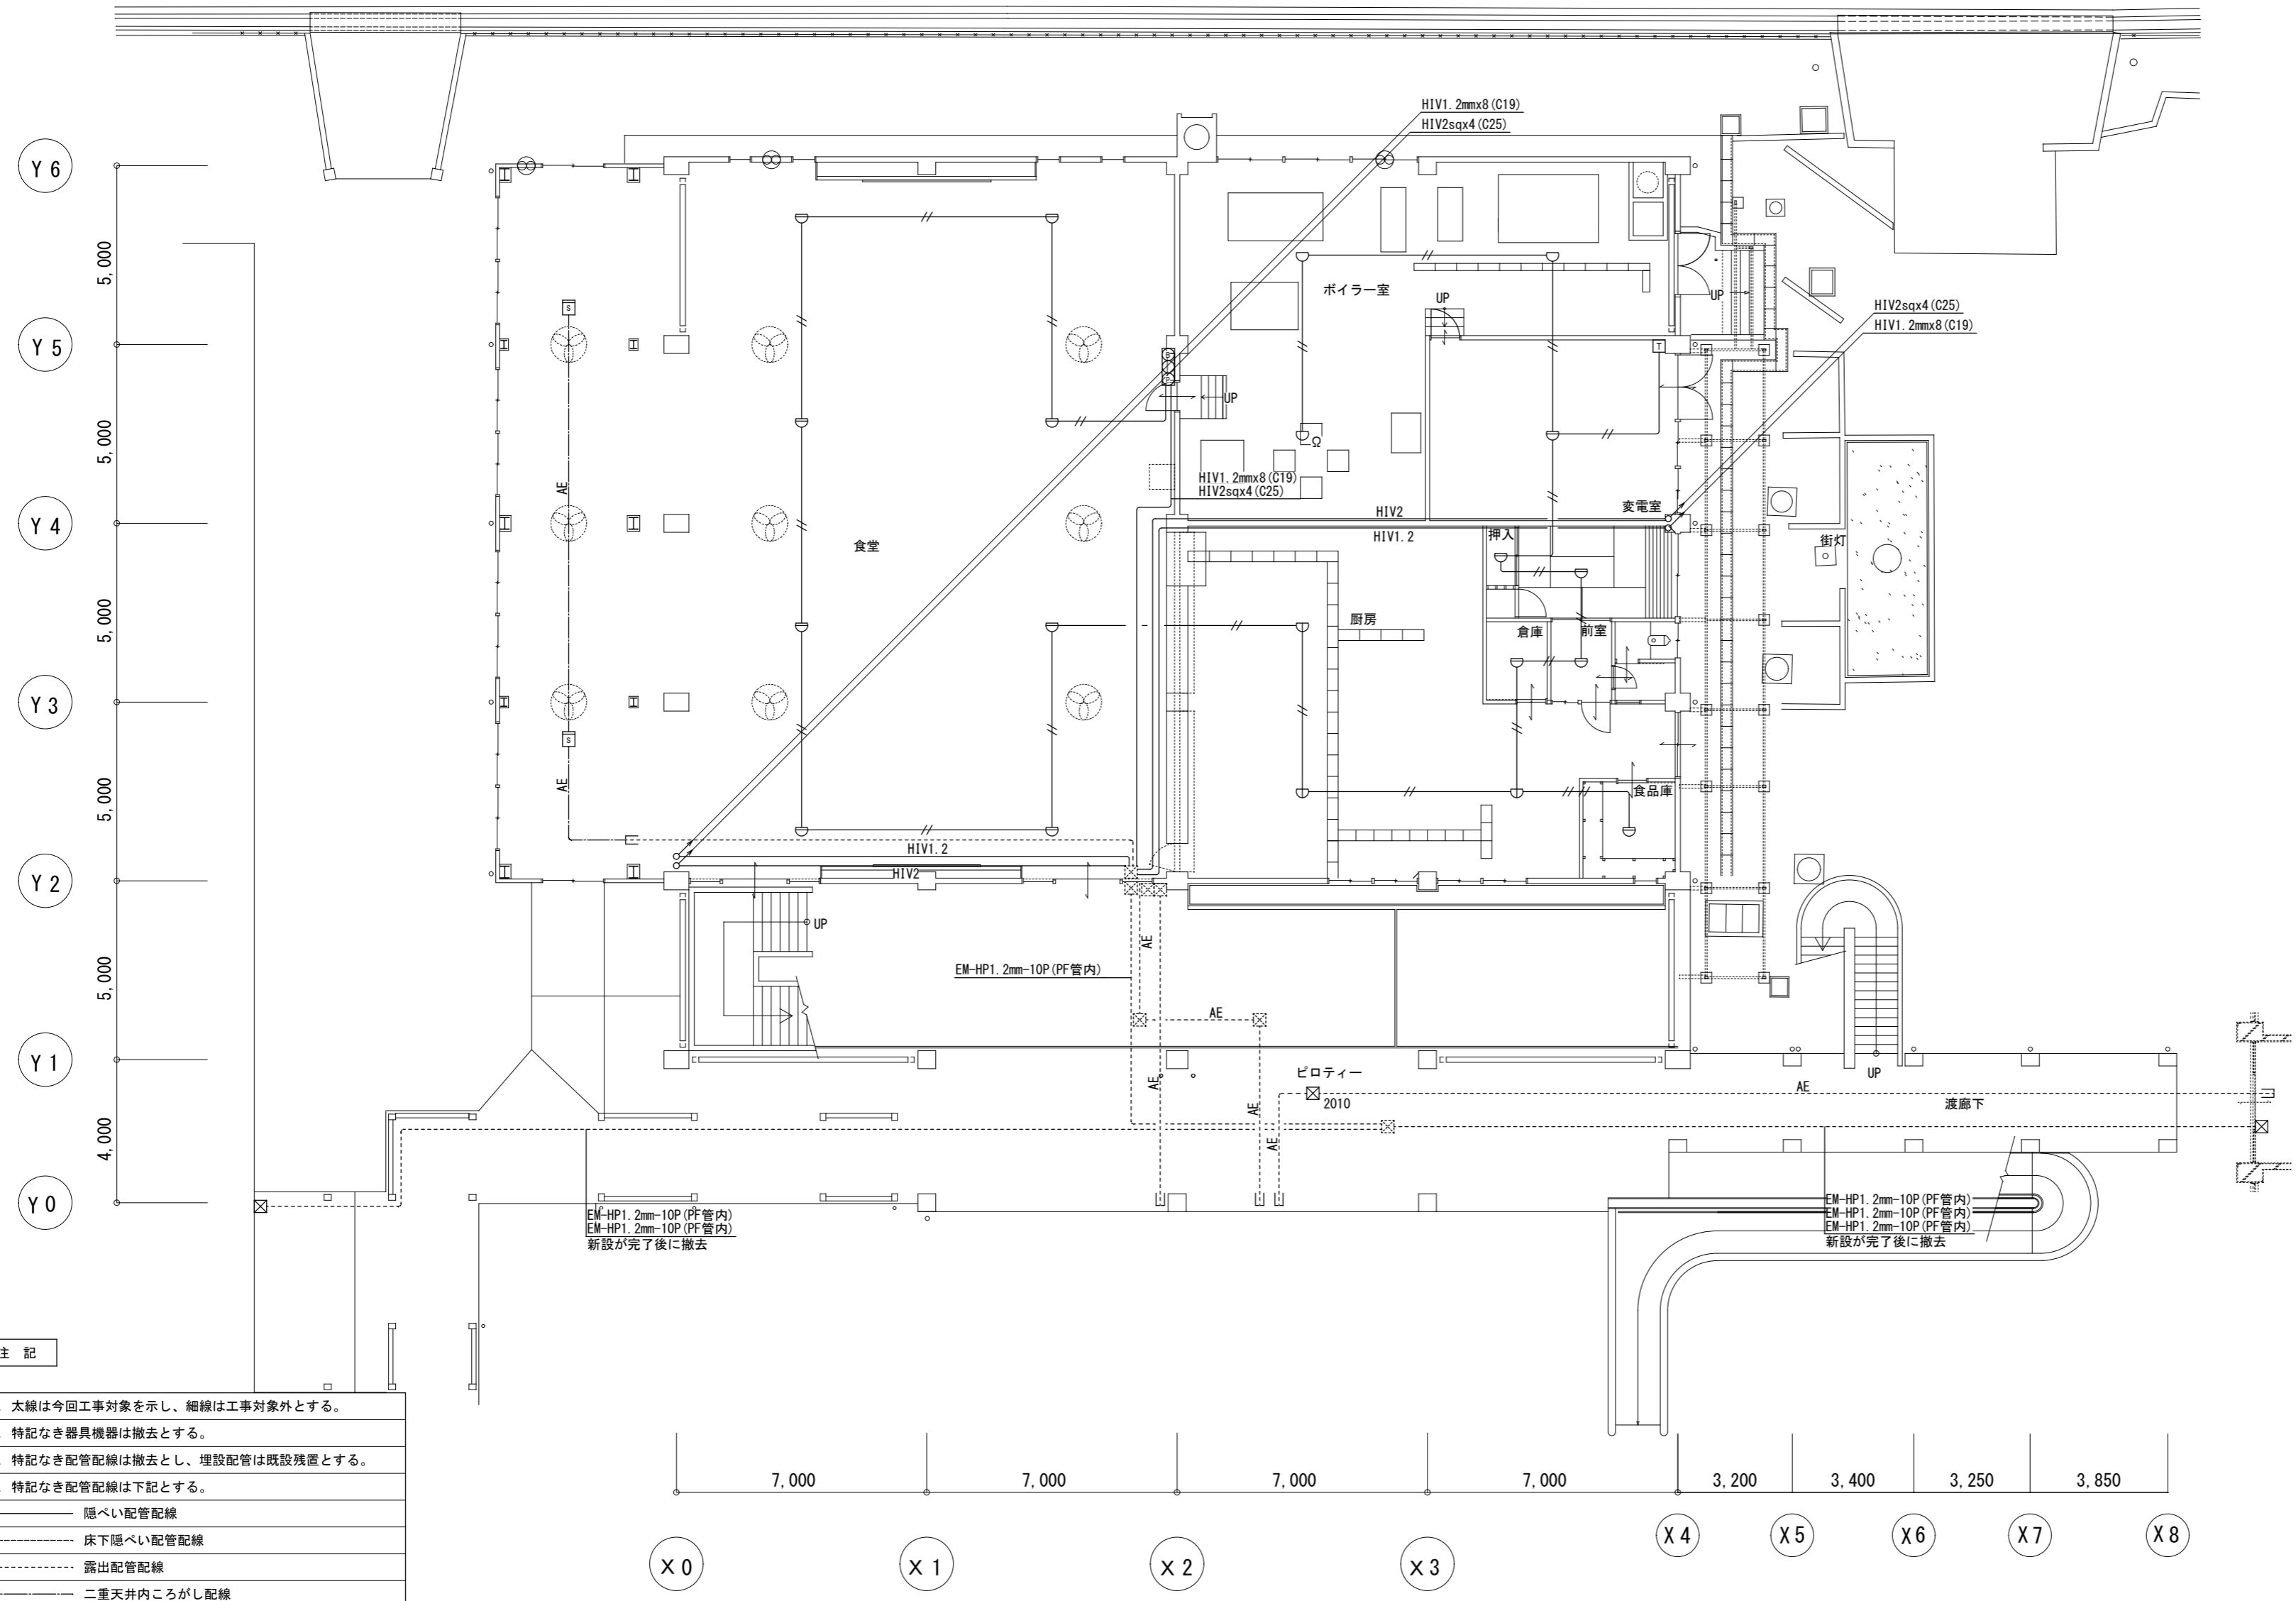 HIV1.2mmx8(C19)
HIV2sqx4(C25)
Y6
5,000
ボイラー室
UP
UP
HIV2sqx4(C25)
HIV1.2mmx8(C19)
Y5
S
T
UP
5,000
Ω
AE
HIV1.2mmx8(C19)
HIV2sqx4(C25)
変電室
HIV2
Y4
HIV1.2
押入
街灯
食堂
5,000
厨房
倉庫
前室
Y3
S
AE
5,000
食品庫
HIV1.2
HIV2
Y2
UP
AE
EM-HP1.2mm-10P(PF管内)
5,000
AE
Y1
ピロティー
UP
AE
AE
2010
AE
渡廊下
AE
4,000
Y0
EM-HP1.2mm-10P(PF管内)
EM-HP1.2mm-10P(PF管内)
新設が完了後に撤去
EM-HP1.2mm-10P(PF管内)
EM-HP1.2mm-10P(PF管内)
EM-HP1.2mm-10P(PF管内)
新設が完了後に撤去
注 記
太線は今回工事対象を示し、細線は工事対象外とする。
特記なき器具機器は撤去とする。
特記なき配管配線は撤去とし、埋設配管は既設残置とする。
特記なき配管配線は下記とする。
隠ぺい配管配線
床下隠ぺい配管配線
露出配管配線
二重天井内ころがし配線
7,000
7,000
7,000
7,000
3,200
3,400
3,250
3,850
X0
X1
X2
X3
X4
X5
X6
X7
X8